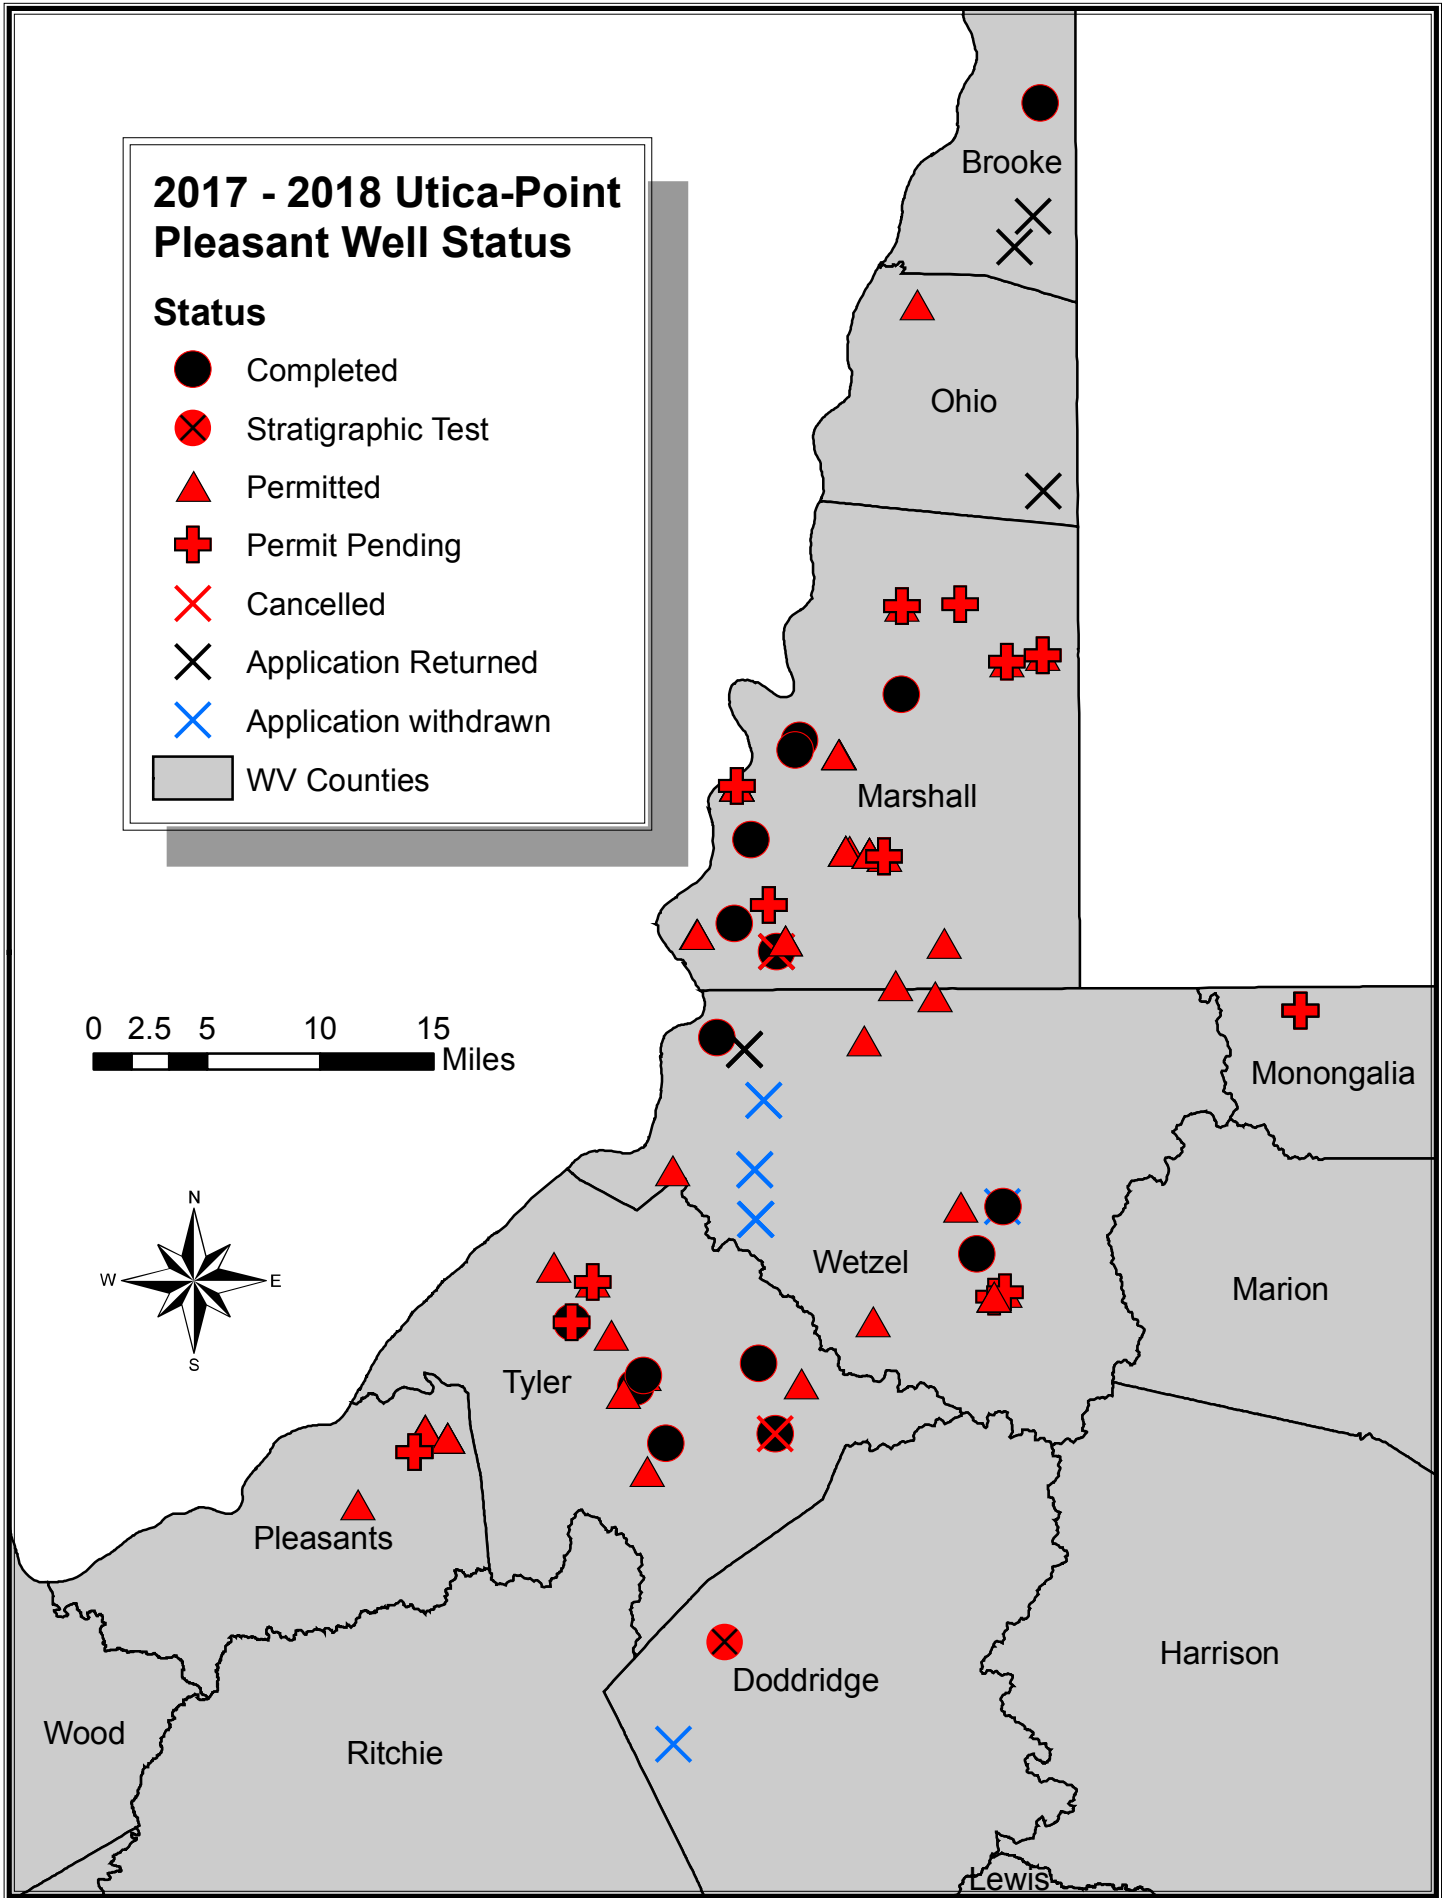 2017 - 2018 Utica-Point
Pleasant Well Status
Status
Completed
Stratigraphic Test
Permitted
Permit Pending
Cancelled
Application Returned
Application withdrawn
WV Counties
Brooke
Ohio
Marshall
0 2.5 5 10 15
Miles
Monongalia
N
W E
S
Wetzel
Marion
Tyler
Pleasants
Harrison
Doddridge
Wood
Ritchie
Lewis